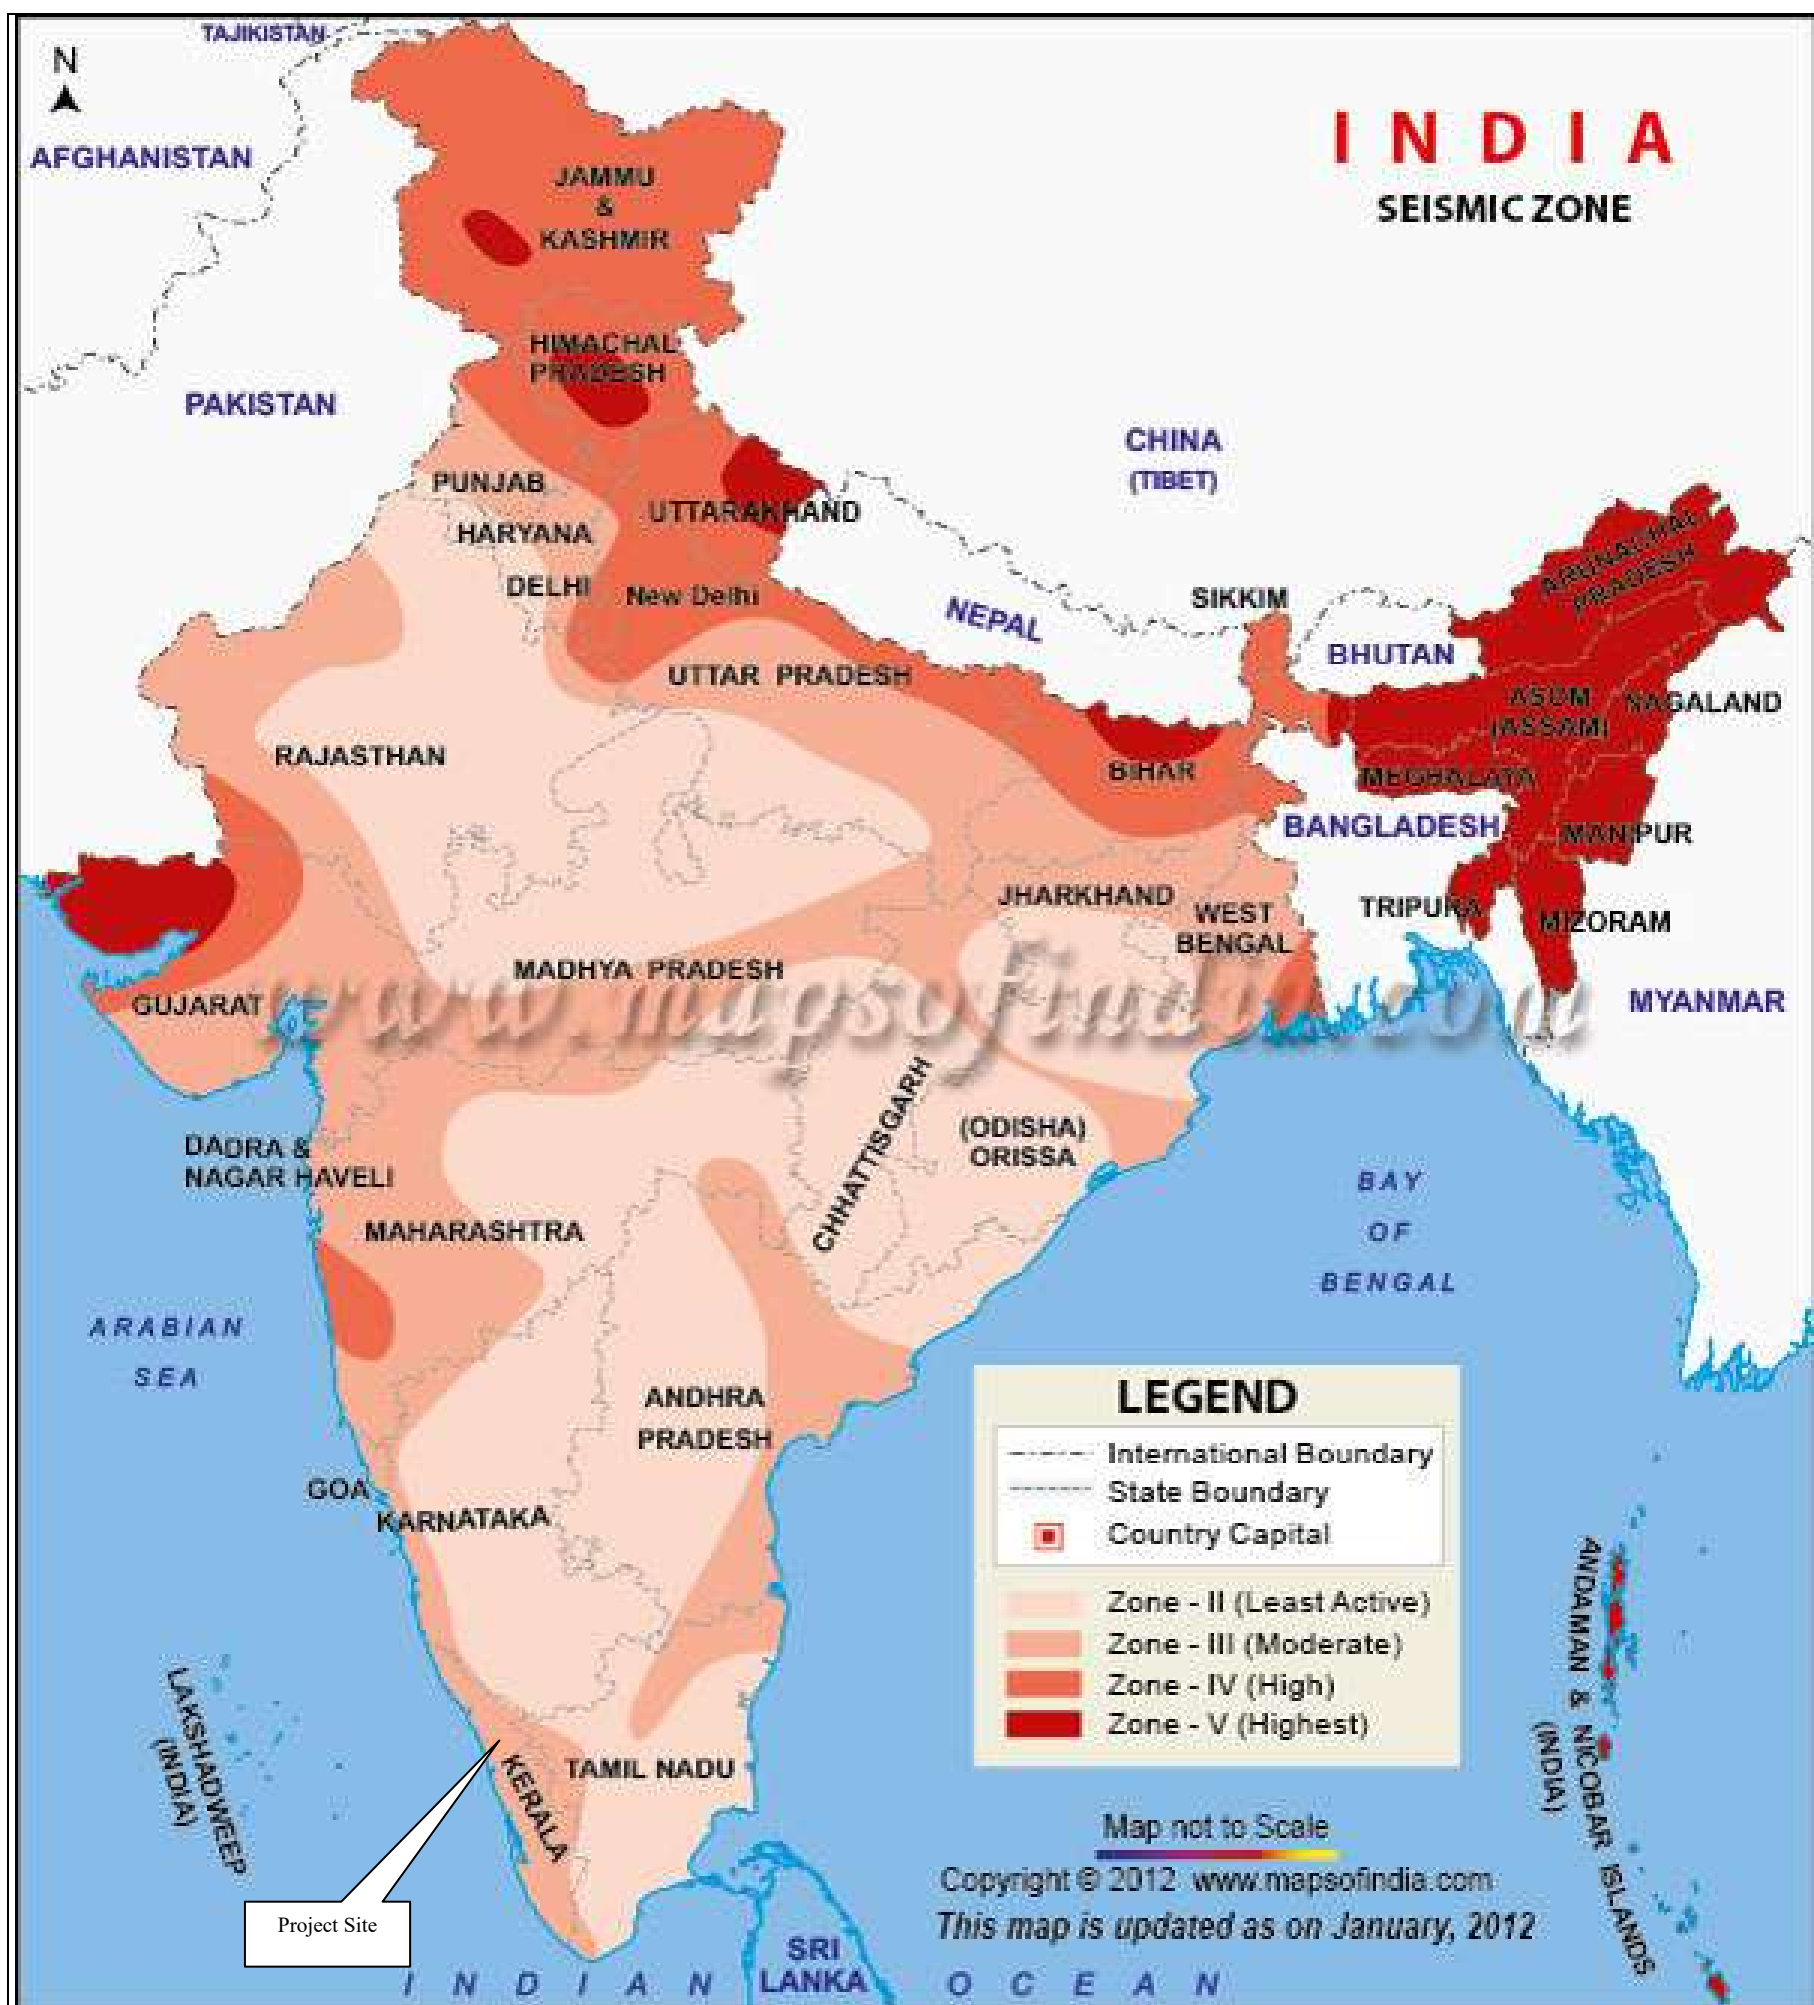 TAJIKISTAN
N
AFGHANISTAN
INDIA
SEISMIC ZONE
JAMMU
&
KASHMIR
HIMACHAL
PRADESH
PAKISTAN
CHINA
(TIBET)
PUNJAB
UTTARAKHAND
HARYANA
DELHI
New Delhi
ARUNACHAL
PRADESH
SIKKIM
NEPAL
BHUTAN
UTTAR PRADESH
ASOM
(ASSAM)
NAGALAND
RAJASTHAN
BIHAR
MEGHALAYA
BANGLADESH
MANIPUR
JHARKHAND
WEST
BENGAL
TRIPURA
MIZORAM
MADHYA PRADESH
GUJARAT
www.mapsofindia.com
MYANMAR
CHHATTISGARH
(ODISHA)
ORISSA
DADRA &
NAGAR HAVELI
MAHARASHTRA
BAY
OF
BENGAL
ARABIAN
SEA
ANDHRA
PRADESH
GOA
KARNATAKA
LEGEND
International Boundary
State Boundary
Country Capital
Zone - II (Least Active)
Zone - III (Moderate)
Zone - IV (High)
Zone - V (Highest)
ANDAMAN & NICOBAR ISLANDS
(INDIA)
LAKSHADWEEP
(INDIA)
KERALA
TAMIL NADU
Map not to Scale
Copyright © 2012 www.mapsofindia.com
This map is updated as on January, 2012
Project Site
SRI
LANKA
INDIAN OCEAN